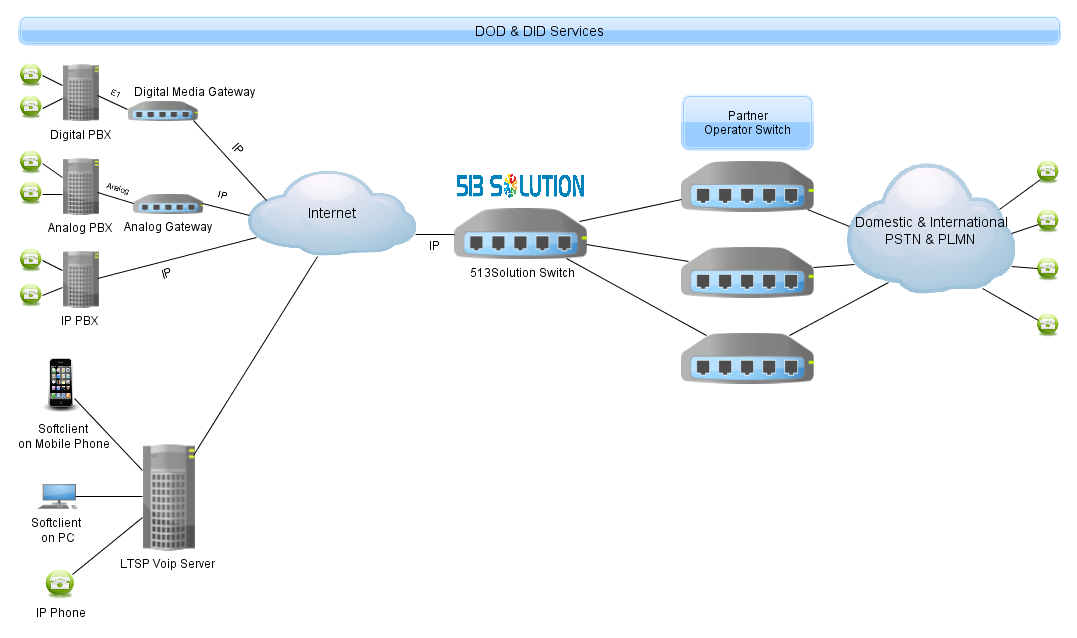 DOD & DID Services
E1
Digital Media Gateway
IP
Digital PBX
Partner
Operator Switch
Analog
IP
Analog PBX
Analog Gateway
Internet
IP
513 SOLUTION
IP
513Solution Switch
Domestic & International
PSTN & PLMN
IP PBX
Softclient
on Mobile Phone
Softclient
on PC
LTSP Voip Server
IP Phone